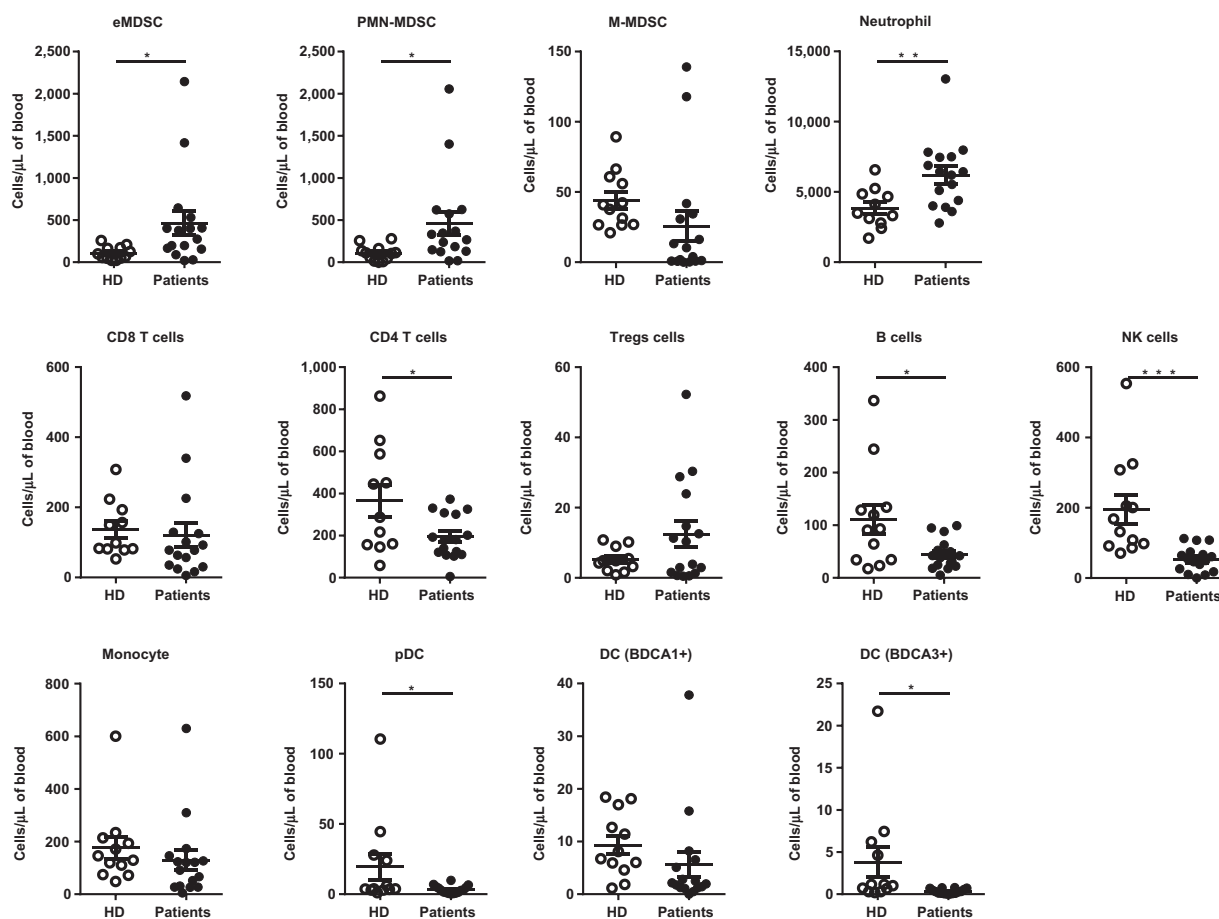 eMDSC
PMN-MDSC
M-MDSC
Neutrophil
Cells/μL of blood
2,500
2,000
1,500
1,000
500
0
*
HD
Patients
Cells/μL of blood
2,500
2,000
1,500
1,000
500
0
*
HD
Patients
Cells/μL of blood
150
100
50
0
HD
Patients
Cells/μL of blood
15,000
10,000
5,000
0
* *
HD
Patients
CD8 T cells
CD4 T cells
Tregs cells
B cells
NK cells
Cells/μL of blood
600
400
200
0
HD
Patients
Cells/μL of blood
1,000
800
600
400
200
0
*
HD
Patients
Cells/μL of blood
60
40
20
0
HD
Patients
Cells/μL of blood
400
300
200
100
0
*
HD
Patients
Cells/μL of blood
600
400
200
0
* * *
HD
Patients
Monocyte
pDC
DC (BDCA1+)
DC (BDCA3+)
Cells/μL of blood
800
600
400
200
0
HD
Patients
Cells/μL of blood
150
100
50
0
*
HD
Patients
Cells/μL of blood
40
30
20
10
0
HD
Patients
Cells/μL of blood
25
20
15
10
5
0
*
HD
Patients